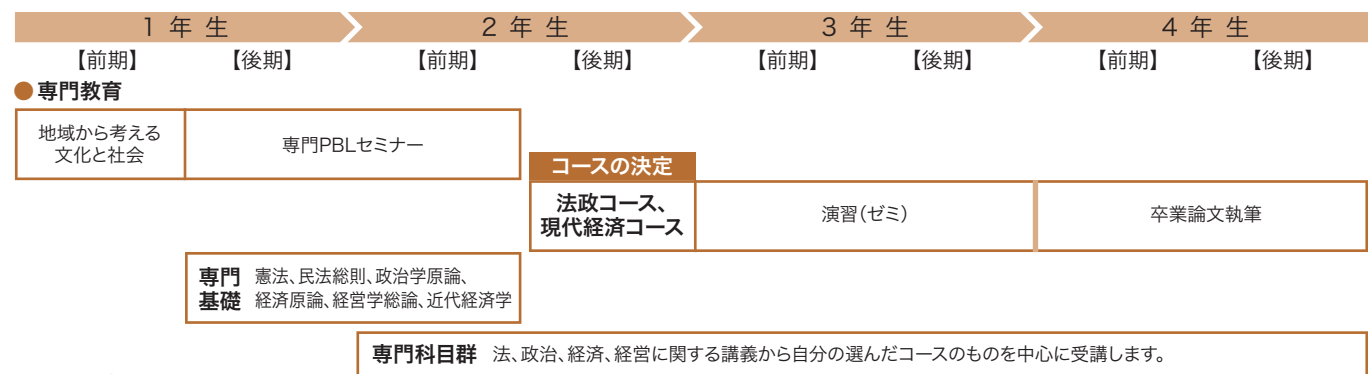 1 年 生
2 年 生
3 年 生
4 年 生
【前期】
【後期】
【前期】
【後期】
【前期】
【後期】
【前期】
【後期】
●専門教育
地域から考える
文化と社会
専門PBLセミナー
コースの決定
法政コース、
現代経済コース
演習（ゼミ）
卒業論文執筆
専門 憲法、民法総則、政治学原論、
基礎 経済原論、経営学総論、近代経済学
専門科目群 法、政治、経済、経営に関する講義から自分の選んだコースのものを中心に受講します。